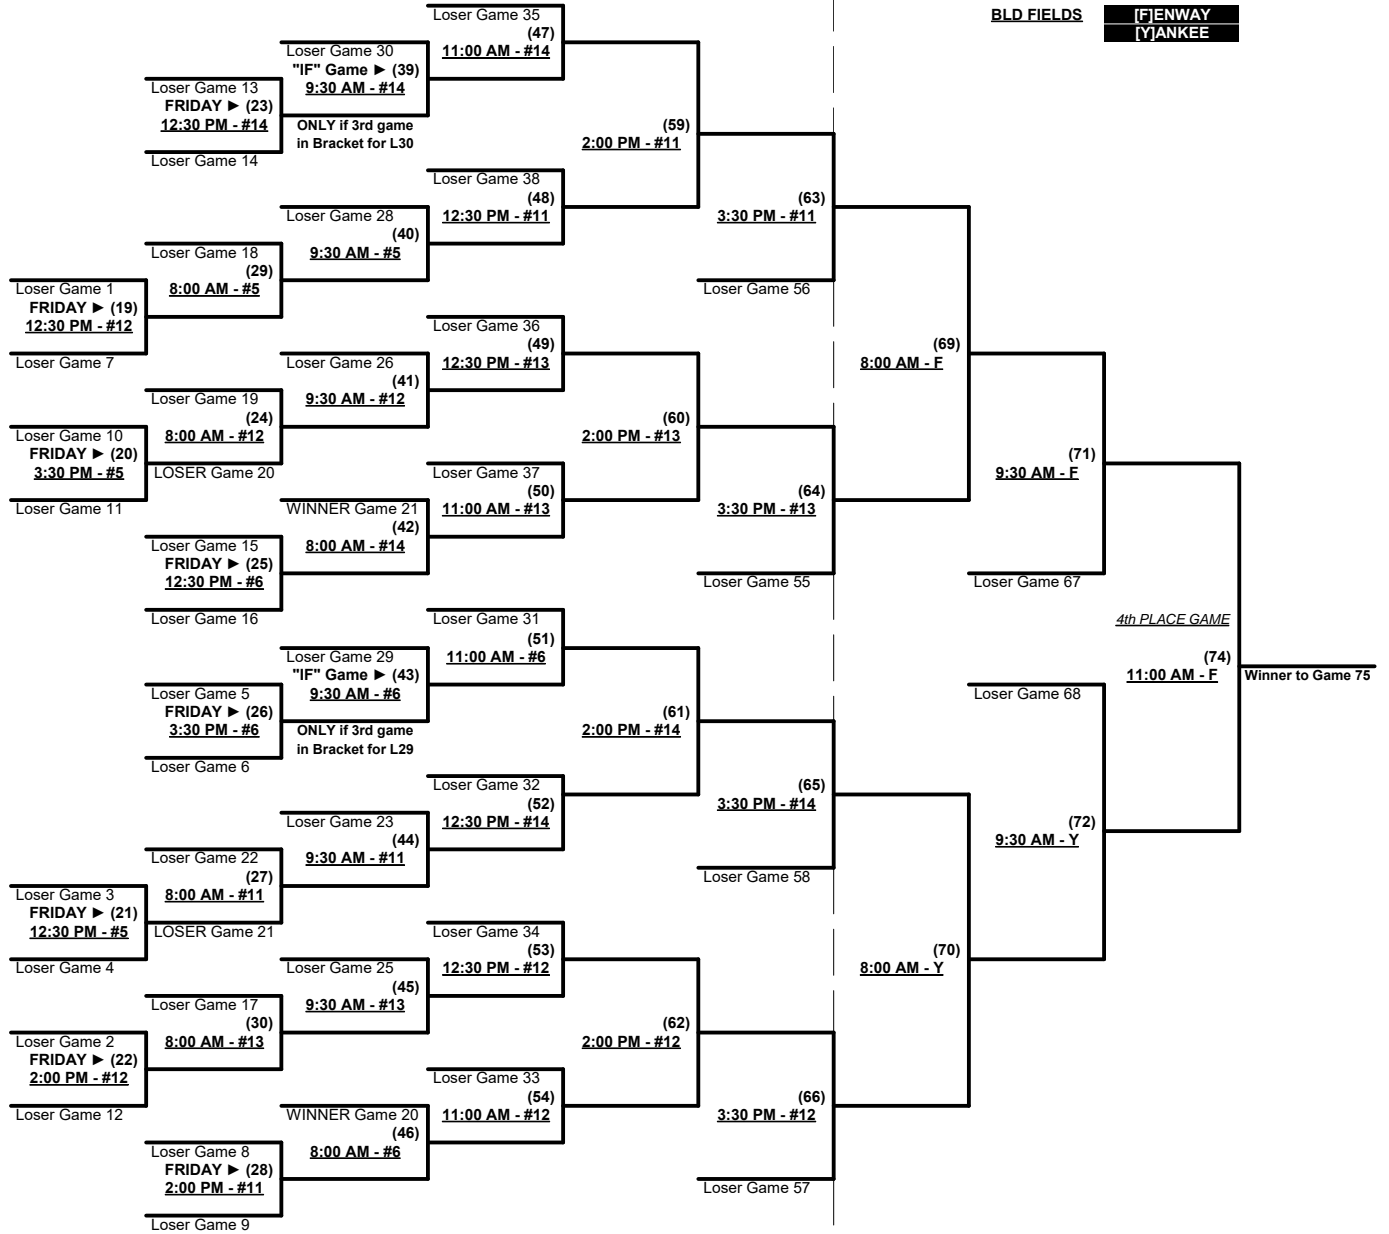 BLD FIELDS
[F]ENWAY
[Y]ANKEE
Loser Game 35
(47)
11:00 AM - #14
Loser Game 30
"IF" Game ► (39)
9:30 AM - #14
ONLY if 3rd game
in Bracket for L30
Loser Game 13
FRIDAY ► (23)
12:30 PM - #14
Loser Game 14
(59)
2:00 PM - #11
Loser Game 38
(48)
12:30 PM - #11
(63)
3:30 PM - #11
Loser Game 28
(40)
9:30 AM - #5
Loser Game 18
(29)
8:00 AM - #5
Loser Game 1
FRIDAY ► (19)
12:30 PM - #12
Loser Game 7
Loser Game 56
Loser Game 36
(49)
12:30 PM - #13
(69)
8:00 AM - F
Loser Game 26
(41)
9:30 AM - #12
Loser Game 19
(24)
8:00 AM - #12
LOSER Game 20
Loser Game 10
FRIDAY ► (20)
3:30 PM - #5
Loser Game 11
(60)
2:00 PM - #13
(71)
9:30 AM - F
Loser Game 37
(50)
11:00 AM - #13
(64)
3:30 PM - #13
WINNER Game 21
(42)
8:00 AM - #14
Loser Game 15
FRIDAY ► (25)
12:30 PM - #6
Loser Game 16
Loser Game 55
Loser Game 67
Loser Game 31
(51)
11:00 AM - #6
4th PLACE GAME
(74)
11:00 AM - F
Winner to Game 75
Loser Game 29
"IF" Game ► (43)
9:30 AM - #6
ONLY if 3rd game
in Bracket for L29
Loser Game 5
FRIDAY ► (26)
3:30 PM - #6
Loser Game 6
Loser Game 68
(61)
2:00 PM - #14
Loser Game 32
(52)
12:30 PM - #14
(65)
3:30 PM - #14
Loser Game 23
(44)
9:30 AM - #11
(72)
9:30 AM - Y
Loser Game 22
(27)
8:00 AM - #11
LOSER Game 21
Loser Game 3
FRIDAY ► (21)
12:30 PM - #5
Loser Game 4
Loser Game 58
Loser Game 34
(53)
12:30 PM - #12
(70)
8:00 AM - Y
Loser Game 25
(45)
9:30 AM - #13
Loser Game 17
(30)
8:00 AM - #13
Loser Game 2
FRIDAY ► (22)
2:00 PM - #12
Loser Game 12
(62)
2:00 PM - #12
Loser Game 33
(54)
11:00 AM - #12
(66)
3:30 PM - #12
WINNER Game 20
(46)
8:00 AM - #6
Loser Game 8
FRIDAY ► (28)
2:00 PM - #11
Loser Game 9
Loser Game 57